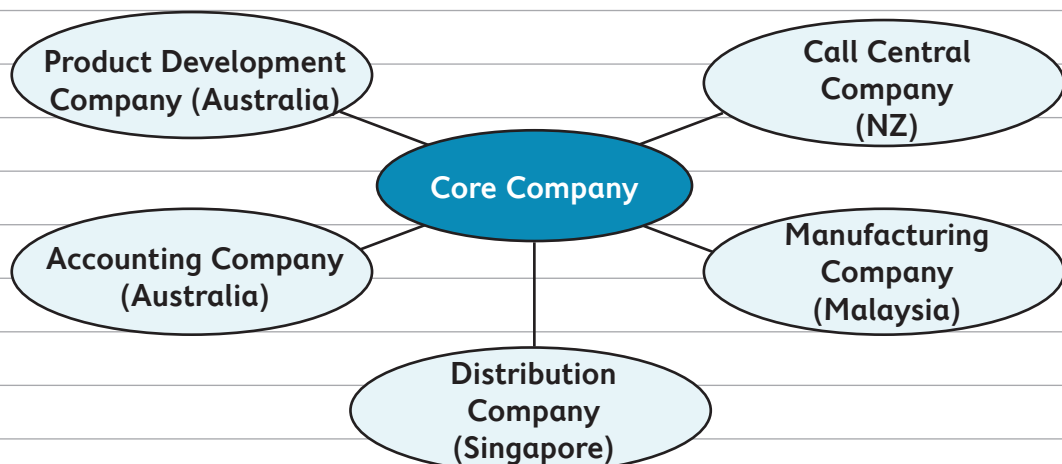 Product Development
Company (Australia)
Call Central
Company
(NZ)
Core Company
Accounting Company
(Australia)
Manufacturing
Company
(Malaysia)
Distribution
Company
(Singapore)